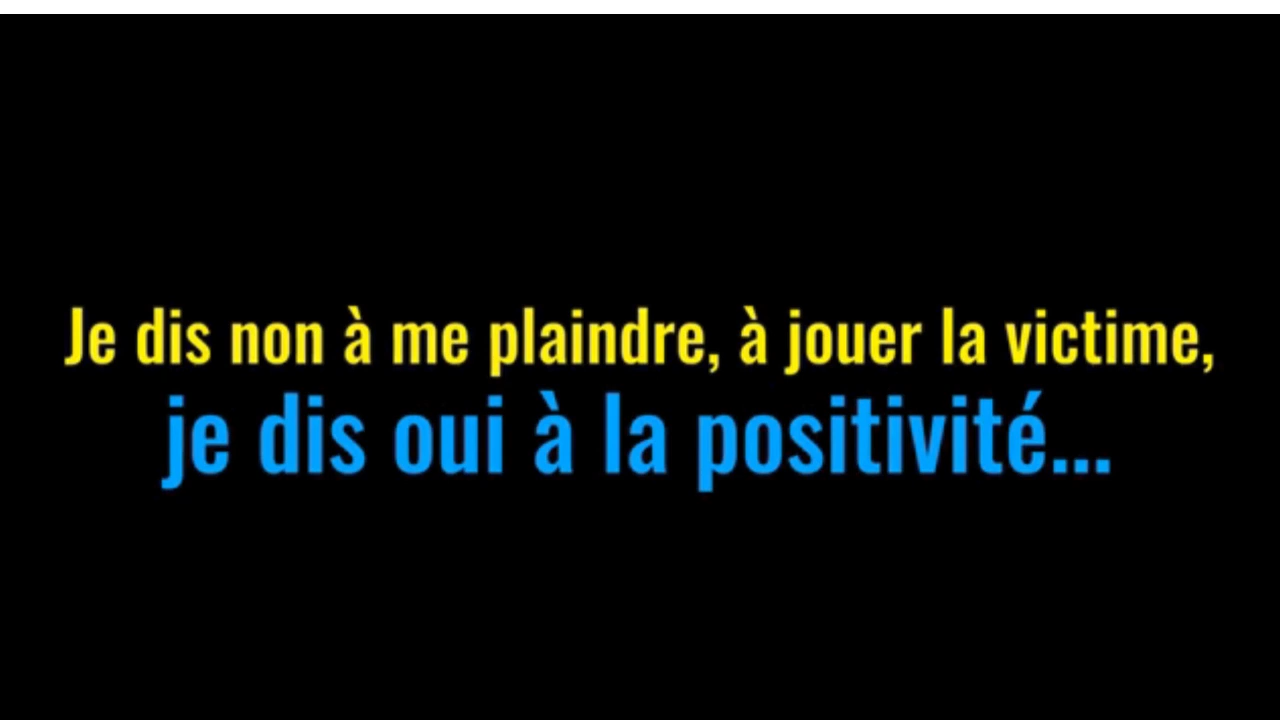 Je dis non à me plaindre, à jouer la victime,
je dis oui à la positivité...